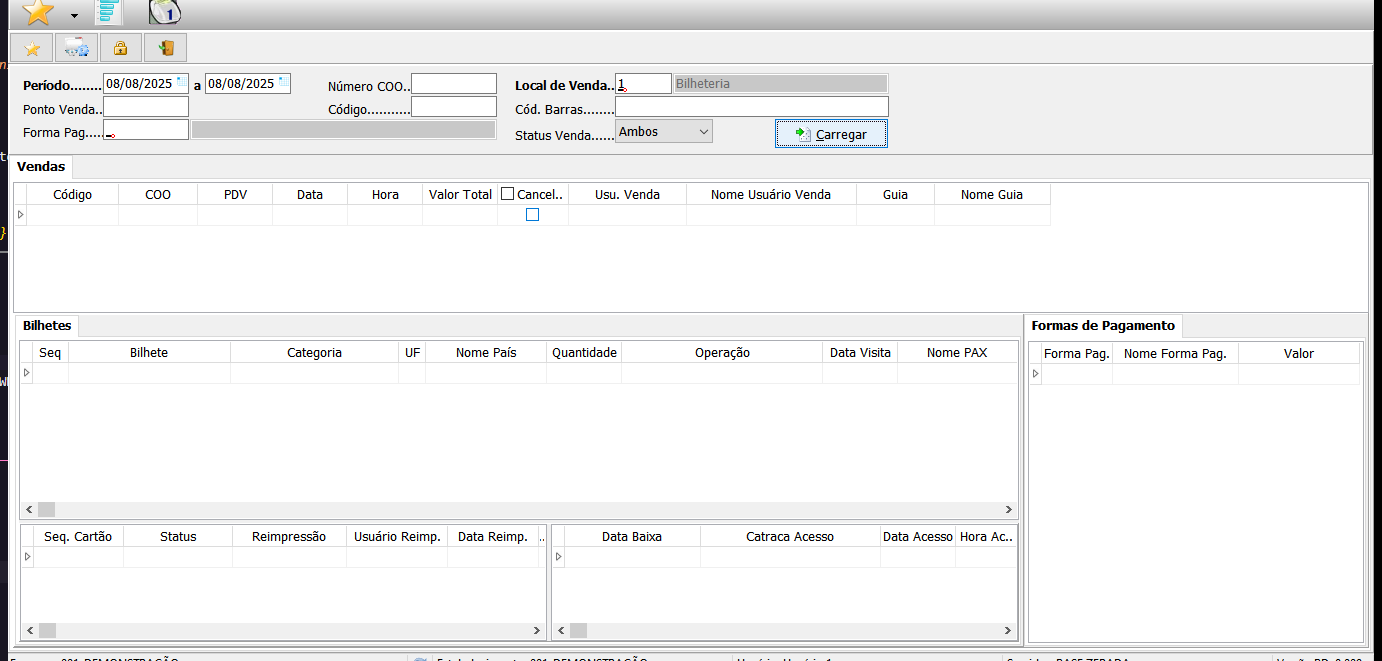 1
Período........ 08/08/2025 a 08/08/2025 Número COO.. Local de Venda.. 1 Bilheteria
Ponto Venda.. Código........... Cód. Barras........
Forma Pag..... Status Venda...... Ambos Carregar
Vendas
Código COO PDV Data Hora Valor Total Cancel.. Usu. Venda Nome Usuário Venda Guia Nome Guia
Bilhetes
Seq Bilhete Categoria UF Nome País Quantidade Operação Data Visita Nome PAX
Formas de Pagamento
Forma Pag. Nome Forma Pag. Valor
Seq. Cartão Status Reimpressão Usuário Reimp. Data Reimp. ..
Data Baixa Catraca Acesso Data Acesso Hora Ac..